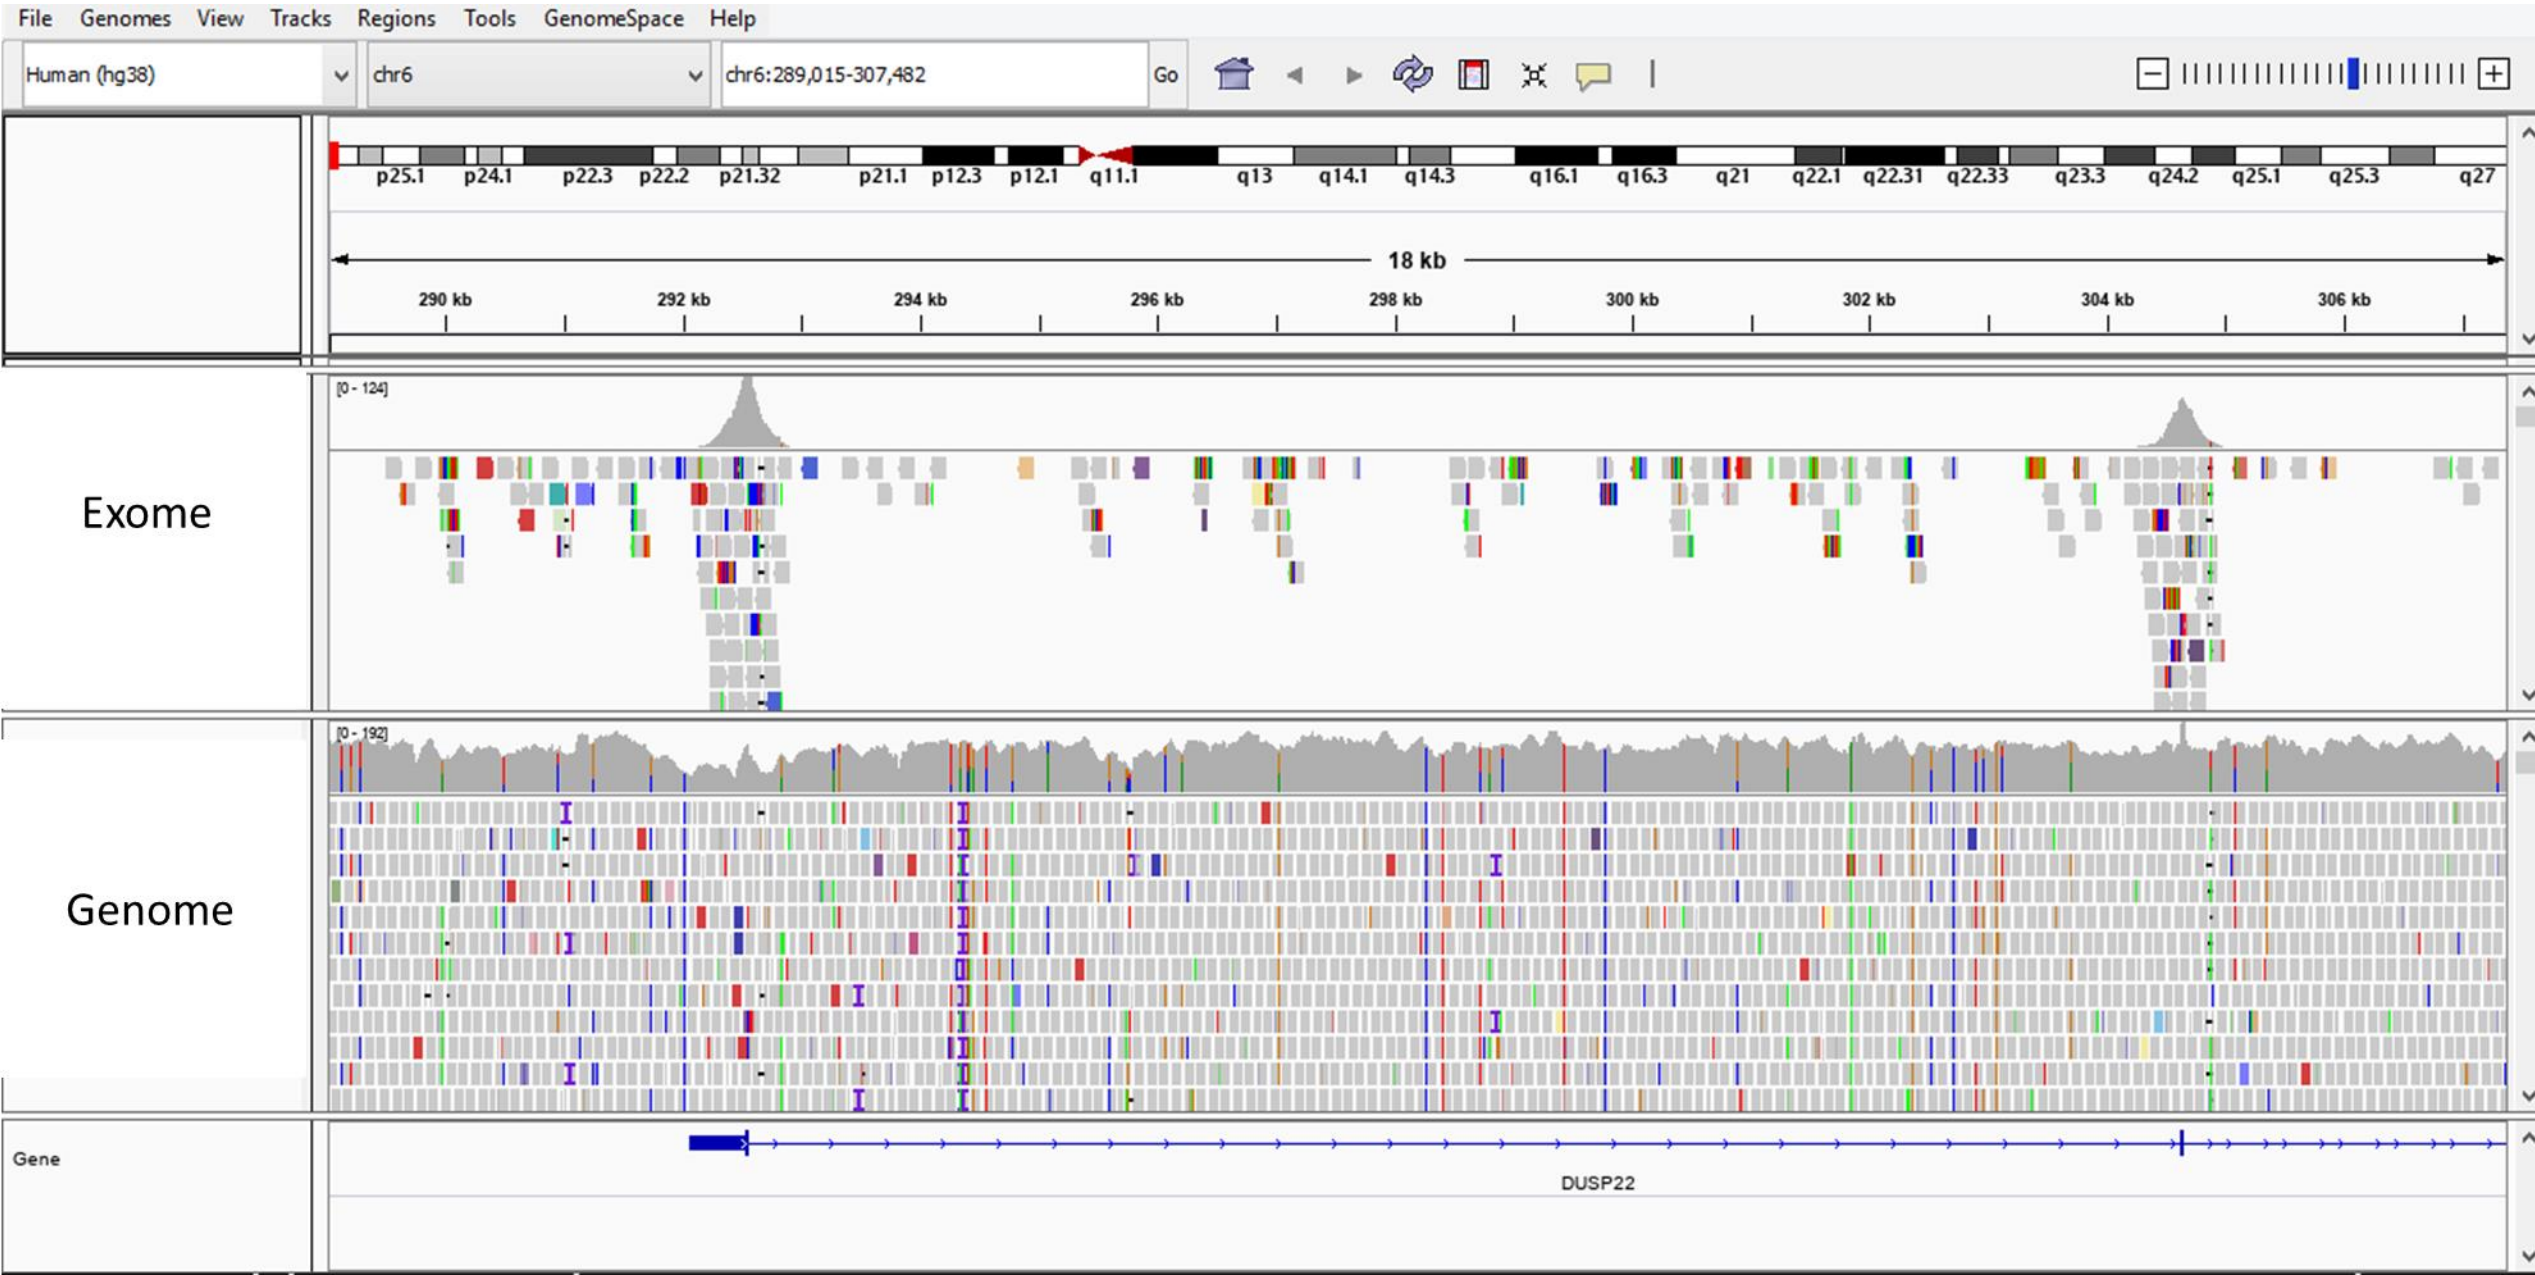 File Genomes View Tracks Regions Tools GenomeSpace Help
Human (hg38) chr6 chr6:289,015-307,482 Go
p25.1 p24.1 p22.3 p22.2 p21.32 p21.1 p12.3 p12.1 q11.1 q13 q14.1 q14.3 q16.1 q16.3 q21 q22.1 q22.31 q22.33 q23.3 q24.2 q25.1 q25.3 q27
18 kb
290 kb 292 kb 294 kb 296 kb 298 kb 300 kb 302 kb 304 kb 306 kb
[0 - 124]
Exome
[0 - 192]
Genome
Gene
DUSP22